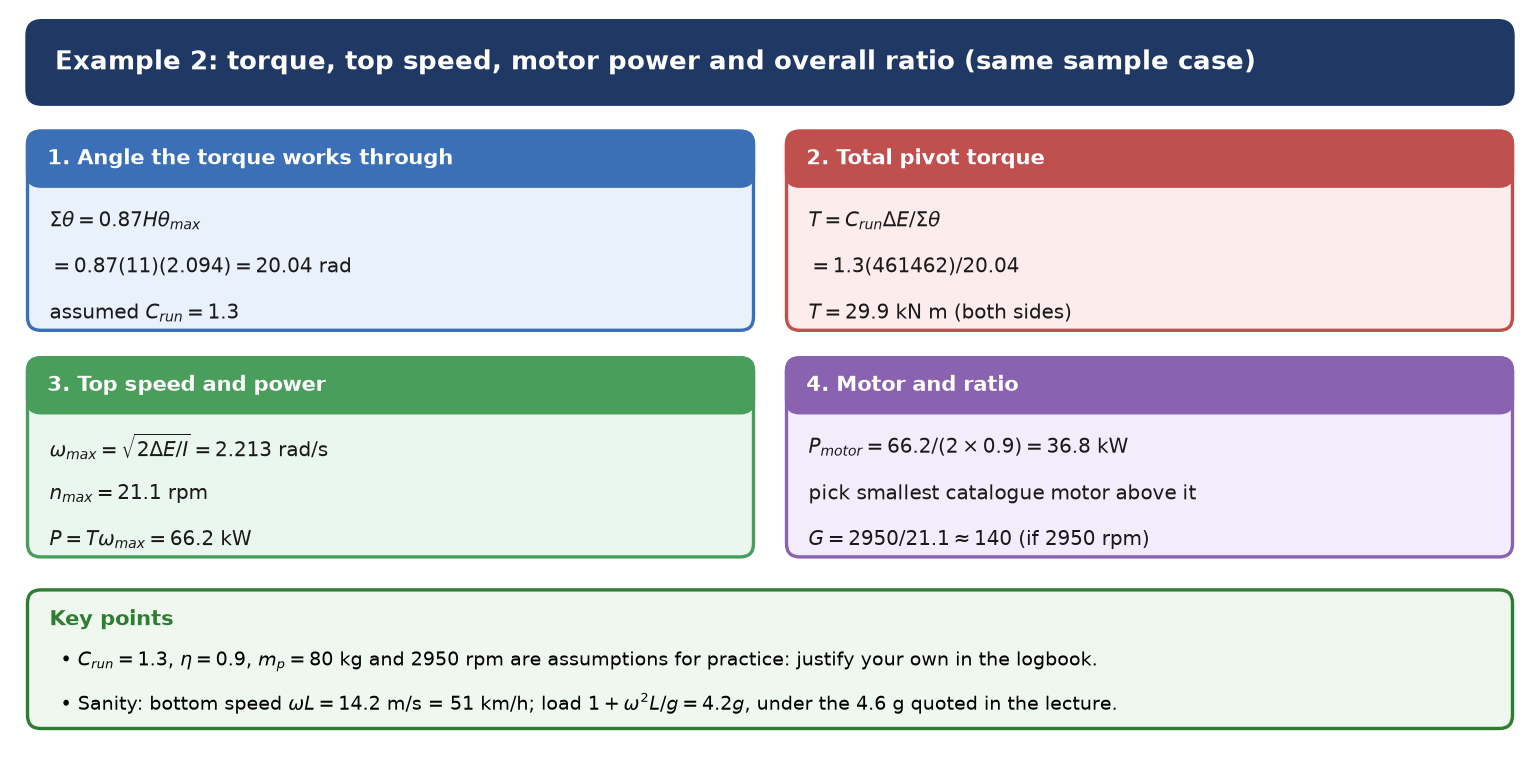 Example 2: torque, top speed, motor power and overall ratio (same sample case)
1. Angle the torque works through
Σθ = 0.87Hθ_max
= 0.87(11)(2.094) = 20.04 rad
assumed C_run = 1.3
2. Total pivot torque
T = C_runΔE/Σθ
= 1.3(461462)/20.04
T = 29.9 kN m (both sides)
3. Top speed and power
ω_max = √(2ΔE/I) = 2.213 rad/s
n_max = 21.1 rpm
P = Tω_max = 66.2 kW
4. Motor and ratio
P_motor = 66.2/(2 × 0.9) = 36.8 kW
pick smallest catalogue motor above it
G = 2950/21.1 ≈ 140 (if 2950 rpm)
Key points
• C_run = 1.3, η = 0.9, m_p = 80 kg and 2950 rpm are assumptions for practice: justify your own in the logbook.
• Sanity: bottom speed ωL = 14.2 m/s = 51 km/h; load 1 + ω²L/g = 4.2g, under the 4.6 g quoted in the lecture.